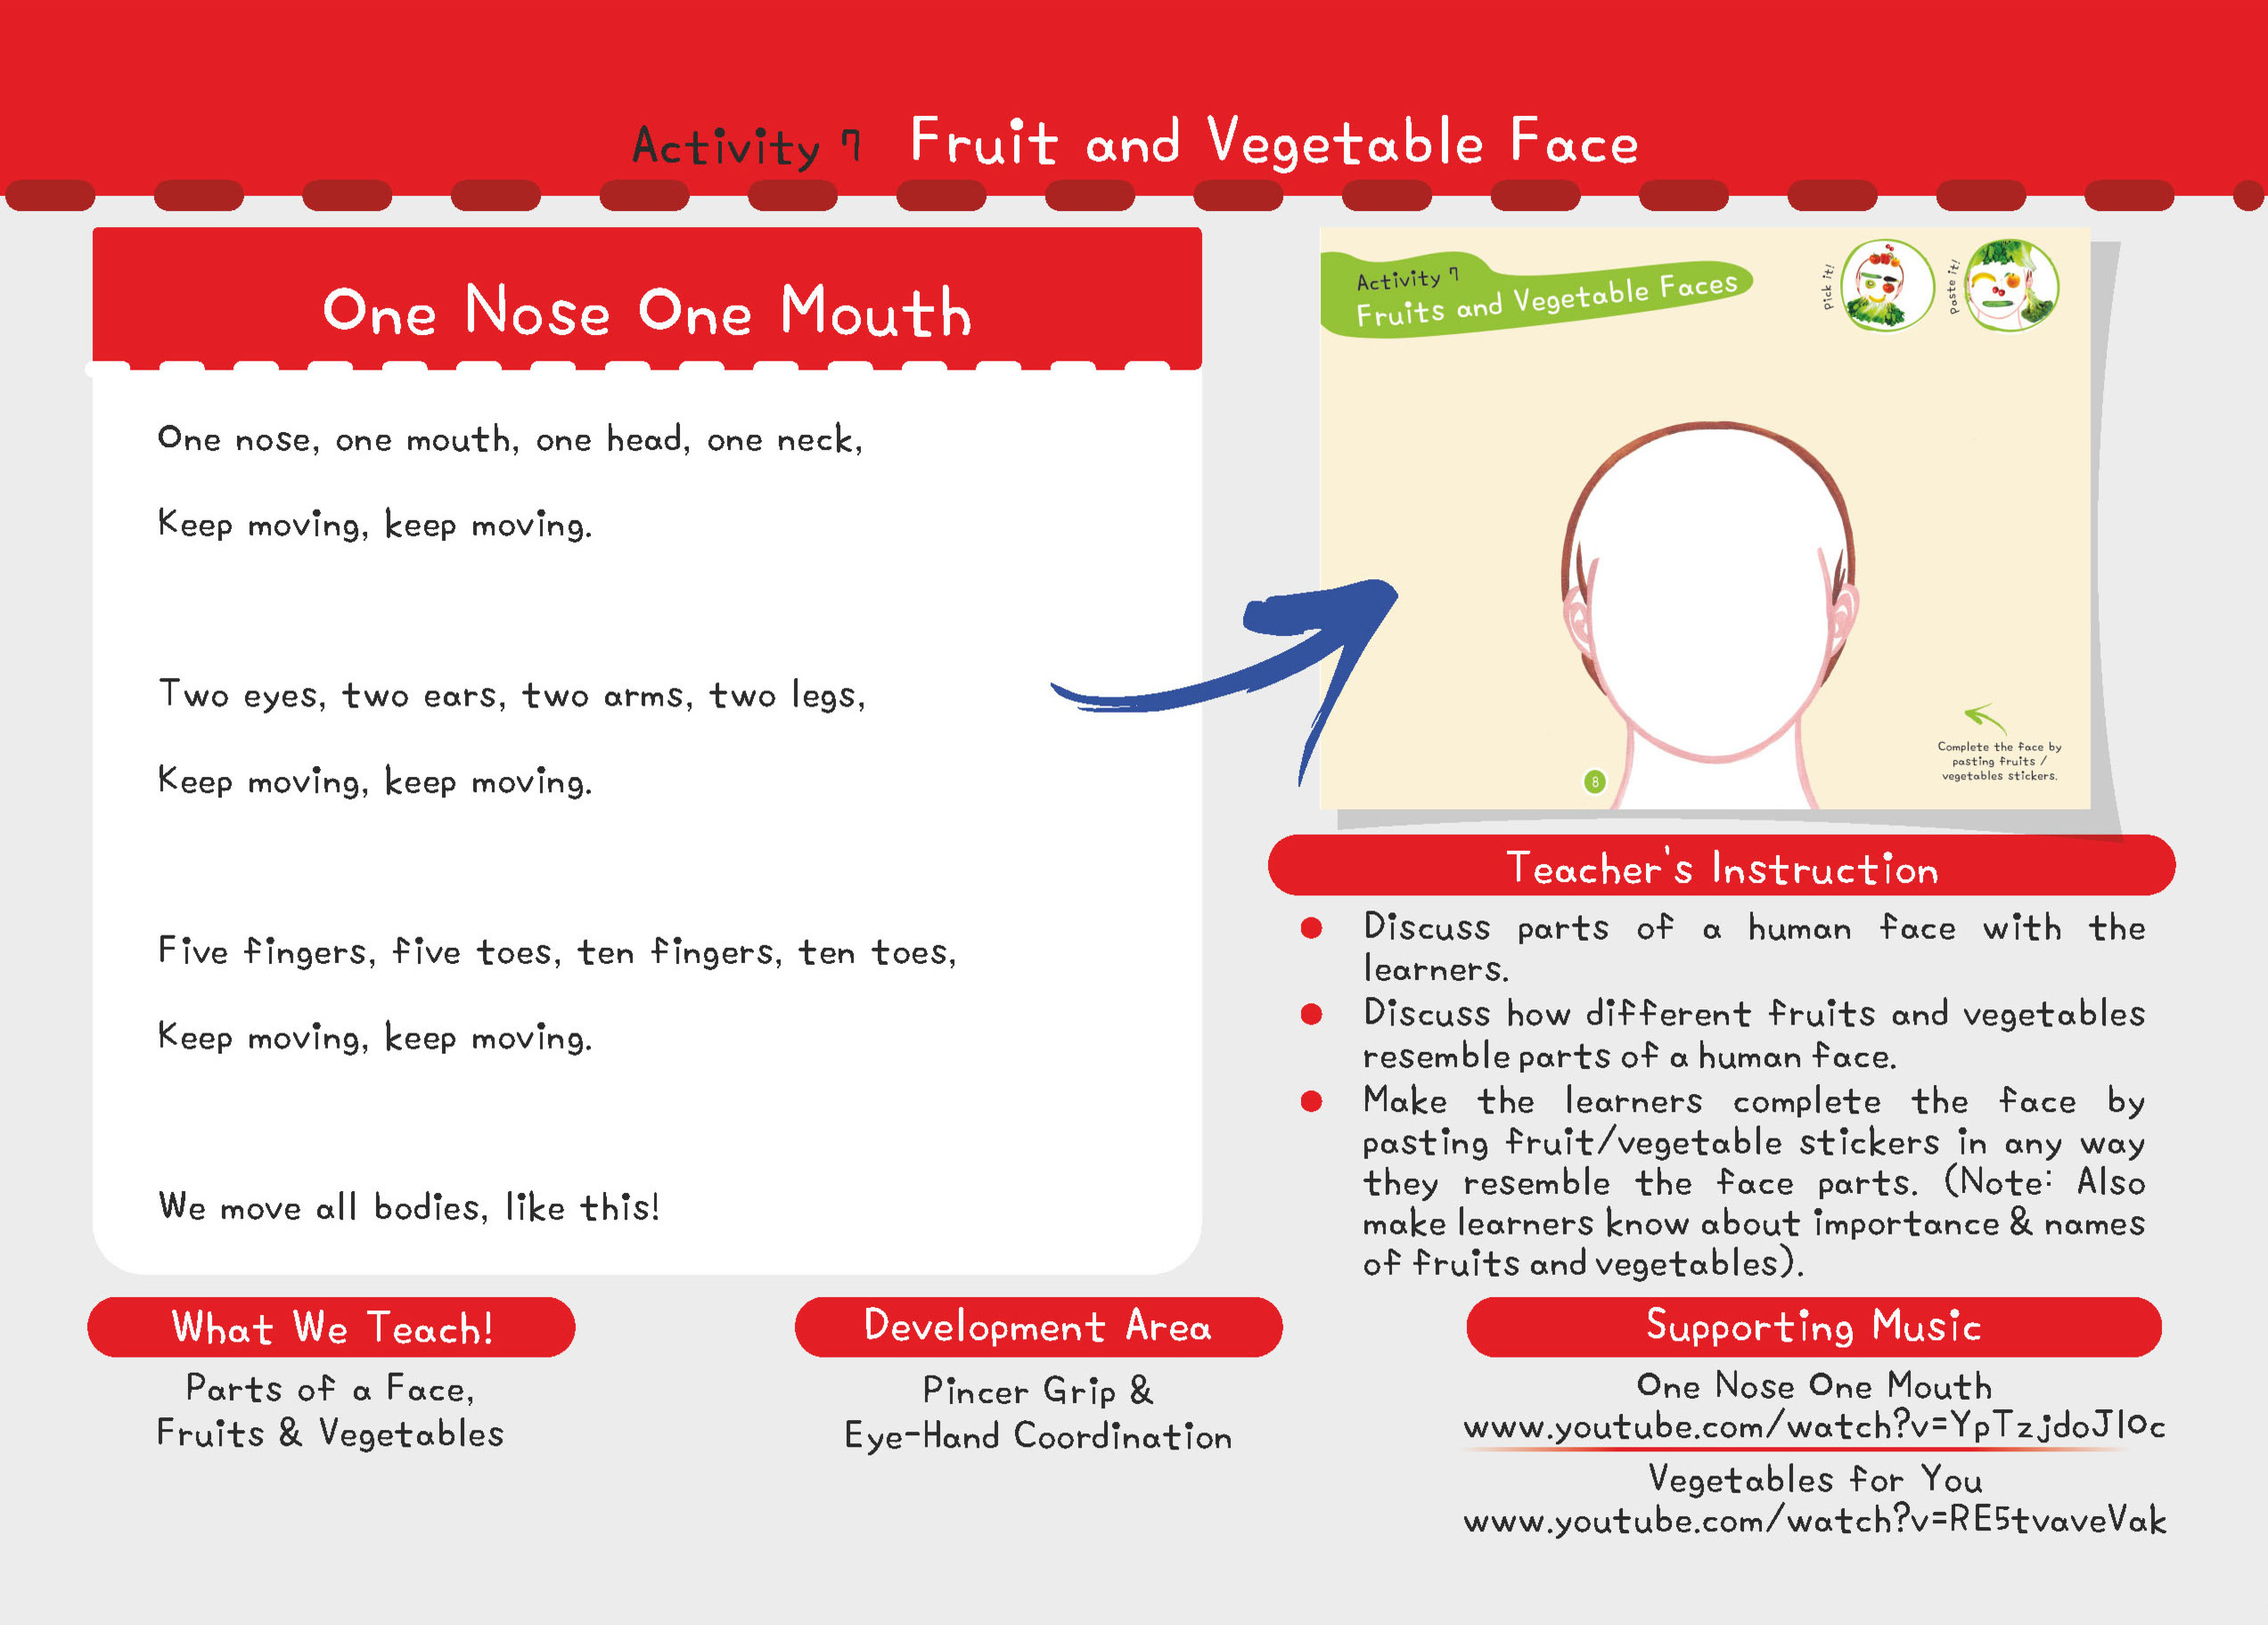 Activity 7 Fruit and Vegetable Face
One Nose One Mouth
One nose, one mouth, one head, one neck,
Keep moving, keep moving.
Two eyes, two ears, two arms, two legs,
Keep moving, keep moving.
Five fingers, five toes, ten fingers, ten toes,
Keep moving, keep moving.
We move all bodies, like this!
Activity 7
Fruits and Vegetable Faces
Pick it!
Paste it!
Complete the face by
pasting fruits /
vegetables stickers.
8
Teacher's Instruction
Discuss parts of a human face with the
learners.
Discuss how different fruits and vegetables
resemble parts of a human face.
Make the learners complete the face by
pasting fruit/vegetable stickers in any way
they resemble the face parts. (Note: Also
make learners know about importance & names
of fruits and vegetables).
What We Teach!
Parts of a Face,
Fruits & Vegetables
Development Area
Pincer Grip &
Eye-Hand Coordination
Supporting Music
One Nose One Mouth
www.youtube.com/watch?v=YpTzjdoJlOc
Vegetables for You
www.youtube.com/watch?v=RE5tvaveVak